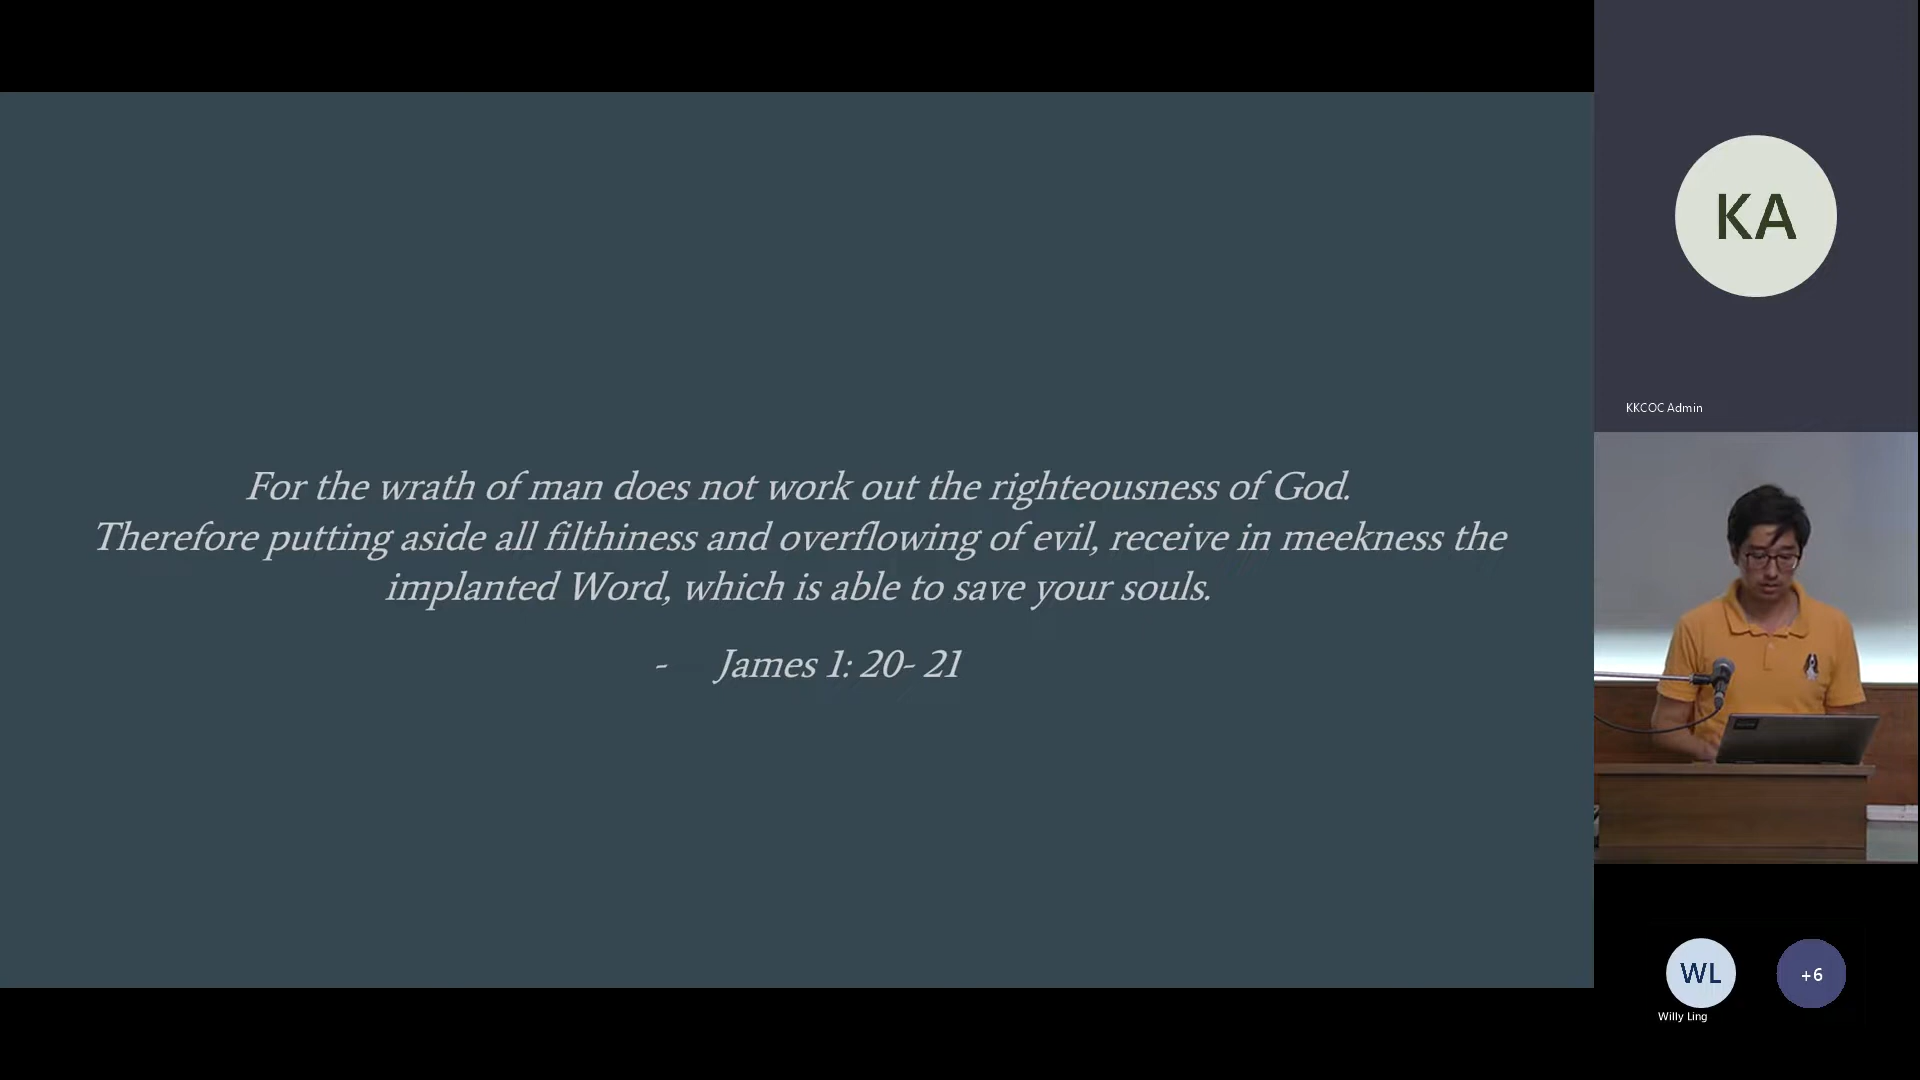 For the wrath of man does not work out the righteousness of God.
Therefore putting aside all filthiness and overflowing of evil, receive in meekness the
implanted Word, which is able to save your souls.
- James 1: 20- 21
KA
KKCOC Admin
WL
+6
Willy Ling